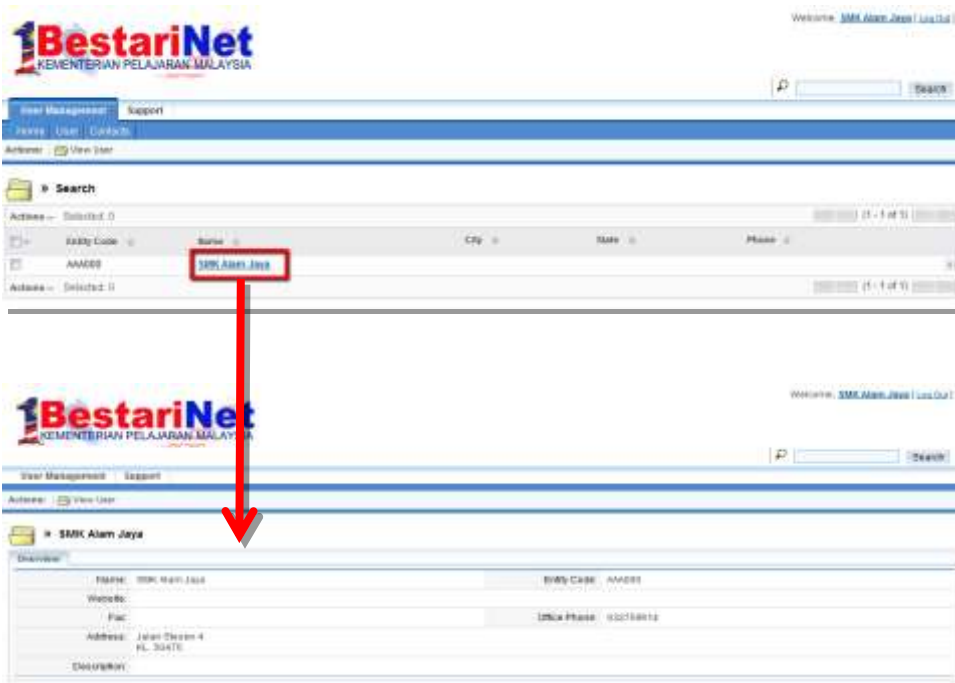 Welcome, SMK Alam Jaya | Log Out |
1BestariNet
KEMENTERIAN PELAJARAN MALAYSIA
Search
User Management Support
Home User Contacts
Actions: View User
» Search
Actions Selected: 0 (1 - 1 of 1)
Entity Code Name City State Phone
SMK Alam Jaya
Actions Selected: 0 (1 - 1 of 1)
Welcome, SMK Alam Jaya | Log Out |
1BestariNet
KEMENTERIAN PELAJARAN MALAYSIA
Search
User Management Support
Actions: View User
» SMK Alam Jaya
Overview
Name: SMK Alam Jaya Entity Code:
Website:
Fax: Office Phone:
Address: Jalan
KL
Description: